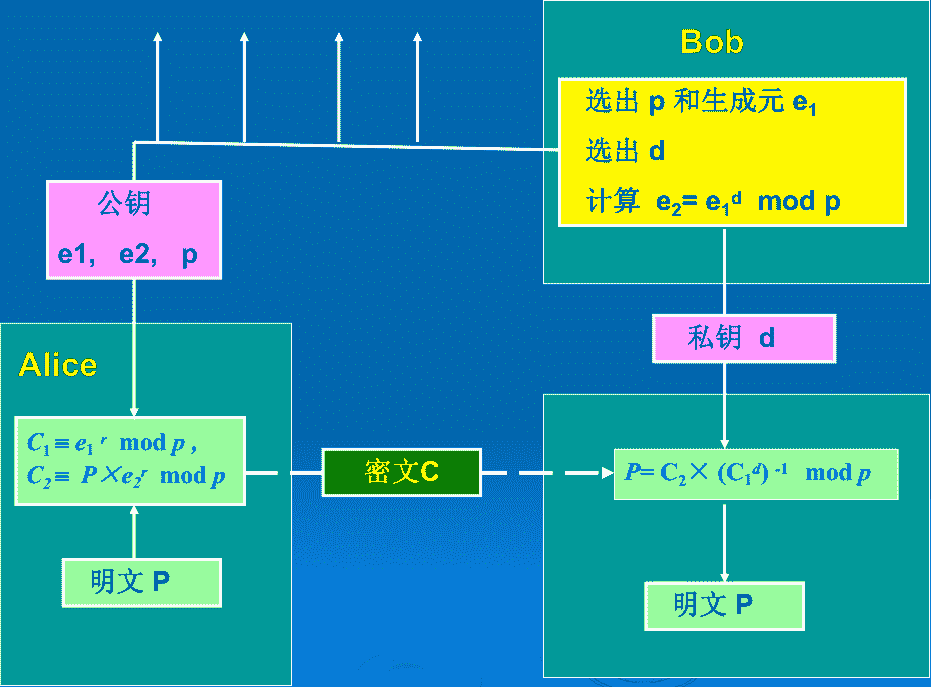 Bob
选出 p 和生成元 e₁
选出 d
计算 e₂= e₁ᵈ mod p
公钥
e1, e2, p
私钥 d
Alice
C₁ ≡ e₁ ʳ mod p ,
C₂ ≡ P×e₂ʳ mod p
密文C
P= C₂× (C₁ᵈ) ⁻¹ mod p
明文 P
明文 P